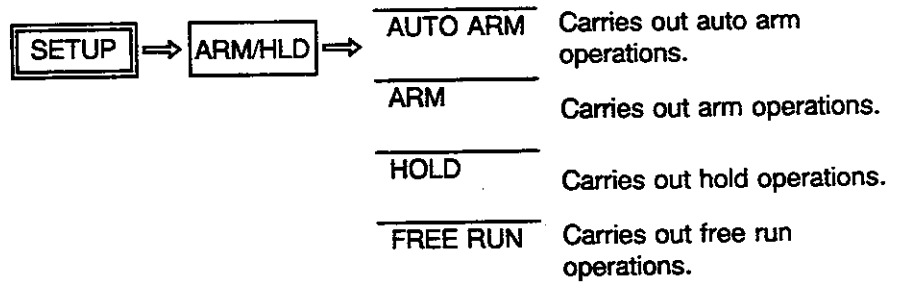 SETUP ⇒ ARM/HLD ⇒ AUTO ARM Carries out auto arm
operations.
ARM Carries out arm operations.
HOLD Carries out hold operations.
FREE RUN Carries out free run
operations.